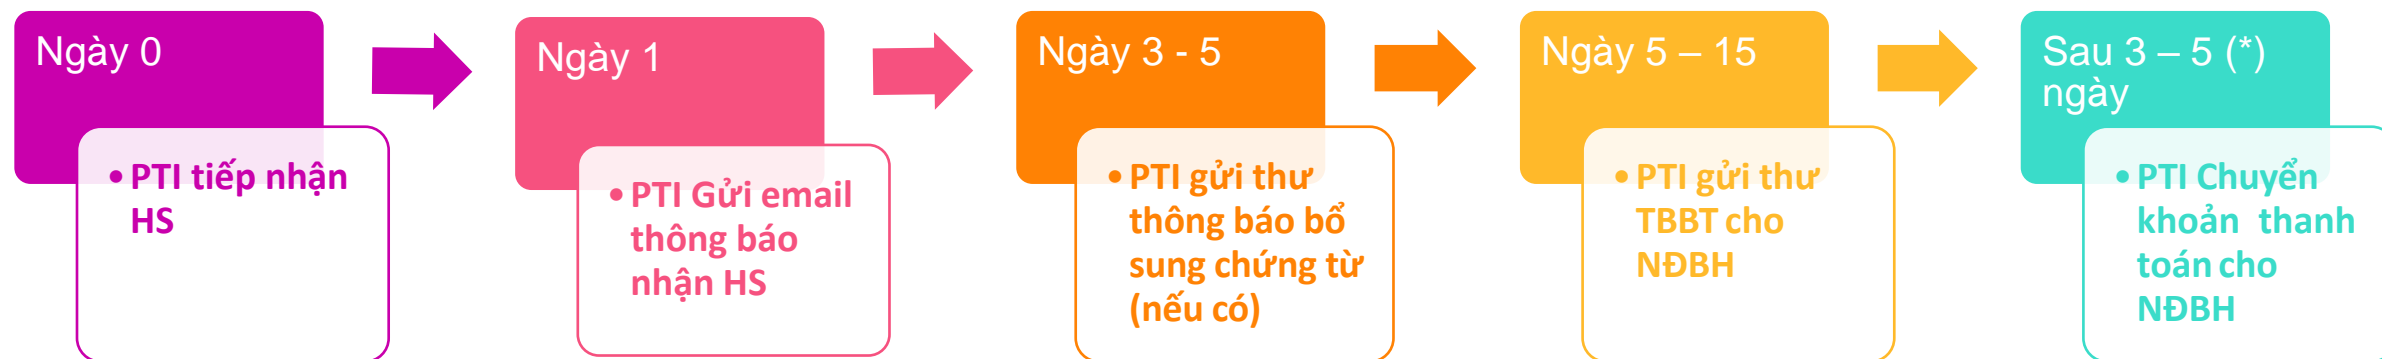 Ngày 0
• PTI tiếp nhận
HS
Ngày 1
• PTI Gửi email
thông báo
nhận HS
Ngày 3 - 5
• PTI gửi thư
thông báo bổ
sung chứng từ
(nếu có)
Ngày 5 – 15
• PTI gửi thư
TBBT cho
NĐBH
Sau 3 – 5 (*)
ngày
• PTI Chuyển
khoản thanh
toán cho
NĐBH